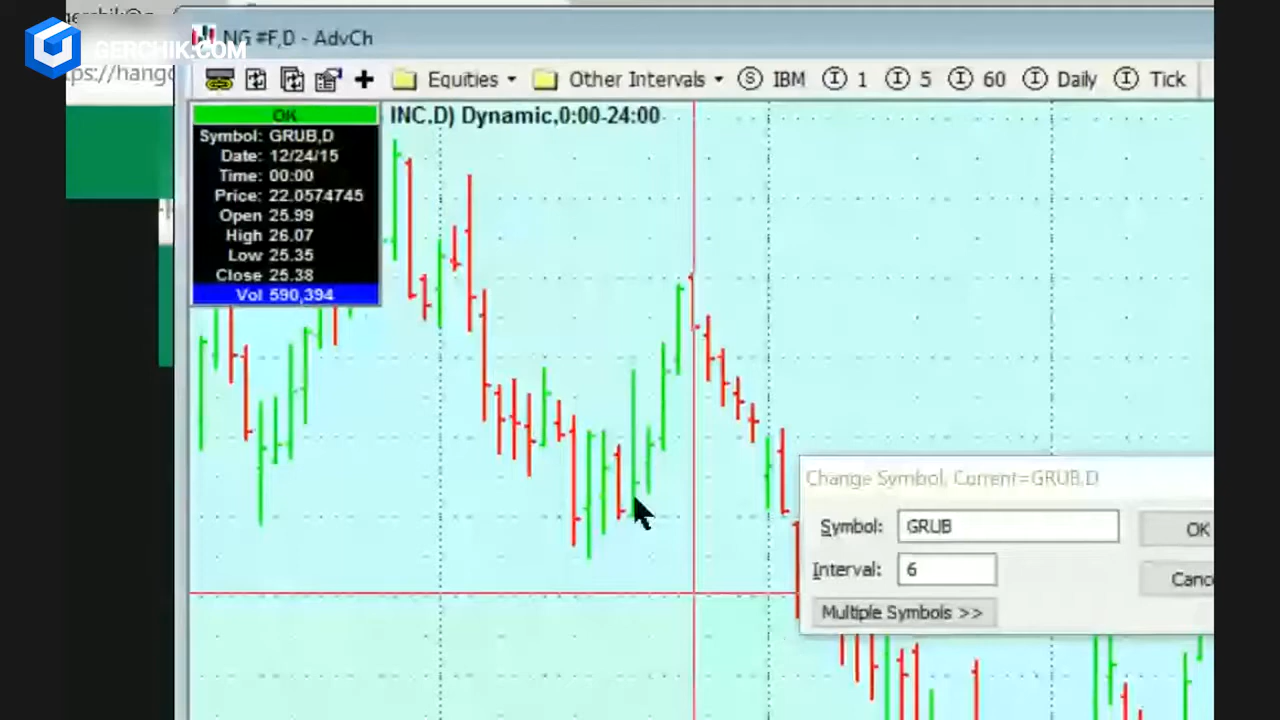 GERCHIK.COM
NG #F,D - AdvCh
Equities
Other Intervals
IBM
1
5
60
Daily
Tick
OK
INC.D) Dynamic,0:00-24:00
Symbol: GRUB,D
Date: 12/24/15
Time: 00:00
Price: 22.0574745
Open 25.99
High 26.07
Low 25.35
Close 25.38
Vol 590,394
Change Symbol, Current=GRUB,D
Symbol: GRUB
OK
Interval: 6
Multiple Symbols >>